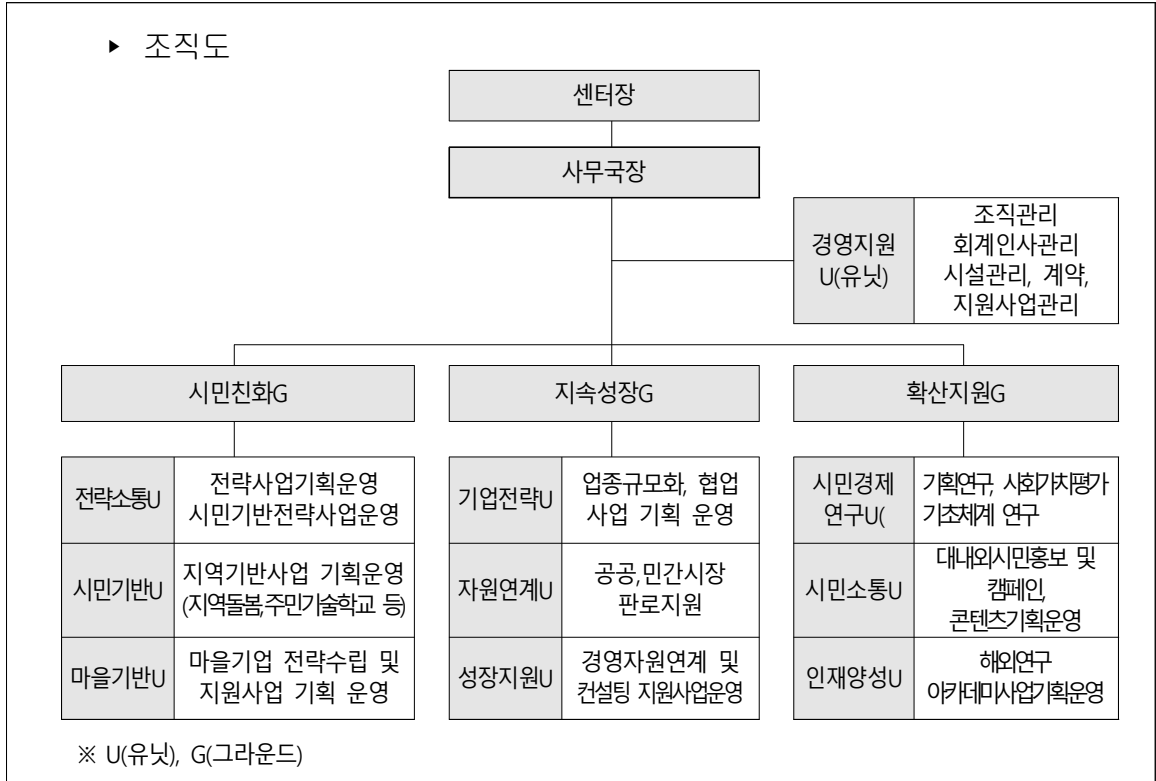 ▶ 조직도
센터장
사무국장
경영지원
U(유닛)
조직관리
회계인사관리
시설관리, 계약,
지원사업관리
시민친화G
전략소통U
전략사업기획운영
시민기반전략사업운영
시민기반U
지역기반사업 기획운영
(지역돌봄,주민기술학교 등)
마을기반U
마을기업 전략수립 및
지원사업 기획 운영
지속성장G
기업전략U
업종규모화, 협업
사업 기획 운영
자원연계U
공공,민간시장
판로지원
성장지원U
경영자원연계 및
컨설팅 지원사업운영
확산지원G
시민경제
연구U(
기획연구, 사회가치평가
기초체계 연구
시민소통U
대내외시민홍보 및
캠페인,
콘텐츠기획운영
인재양성U
해외연구
아카데미사업기획운영
※ U(유닛), G(그라운드)